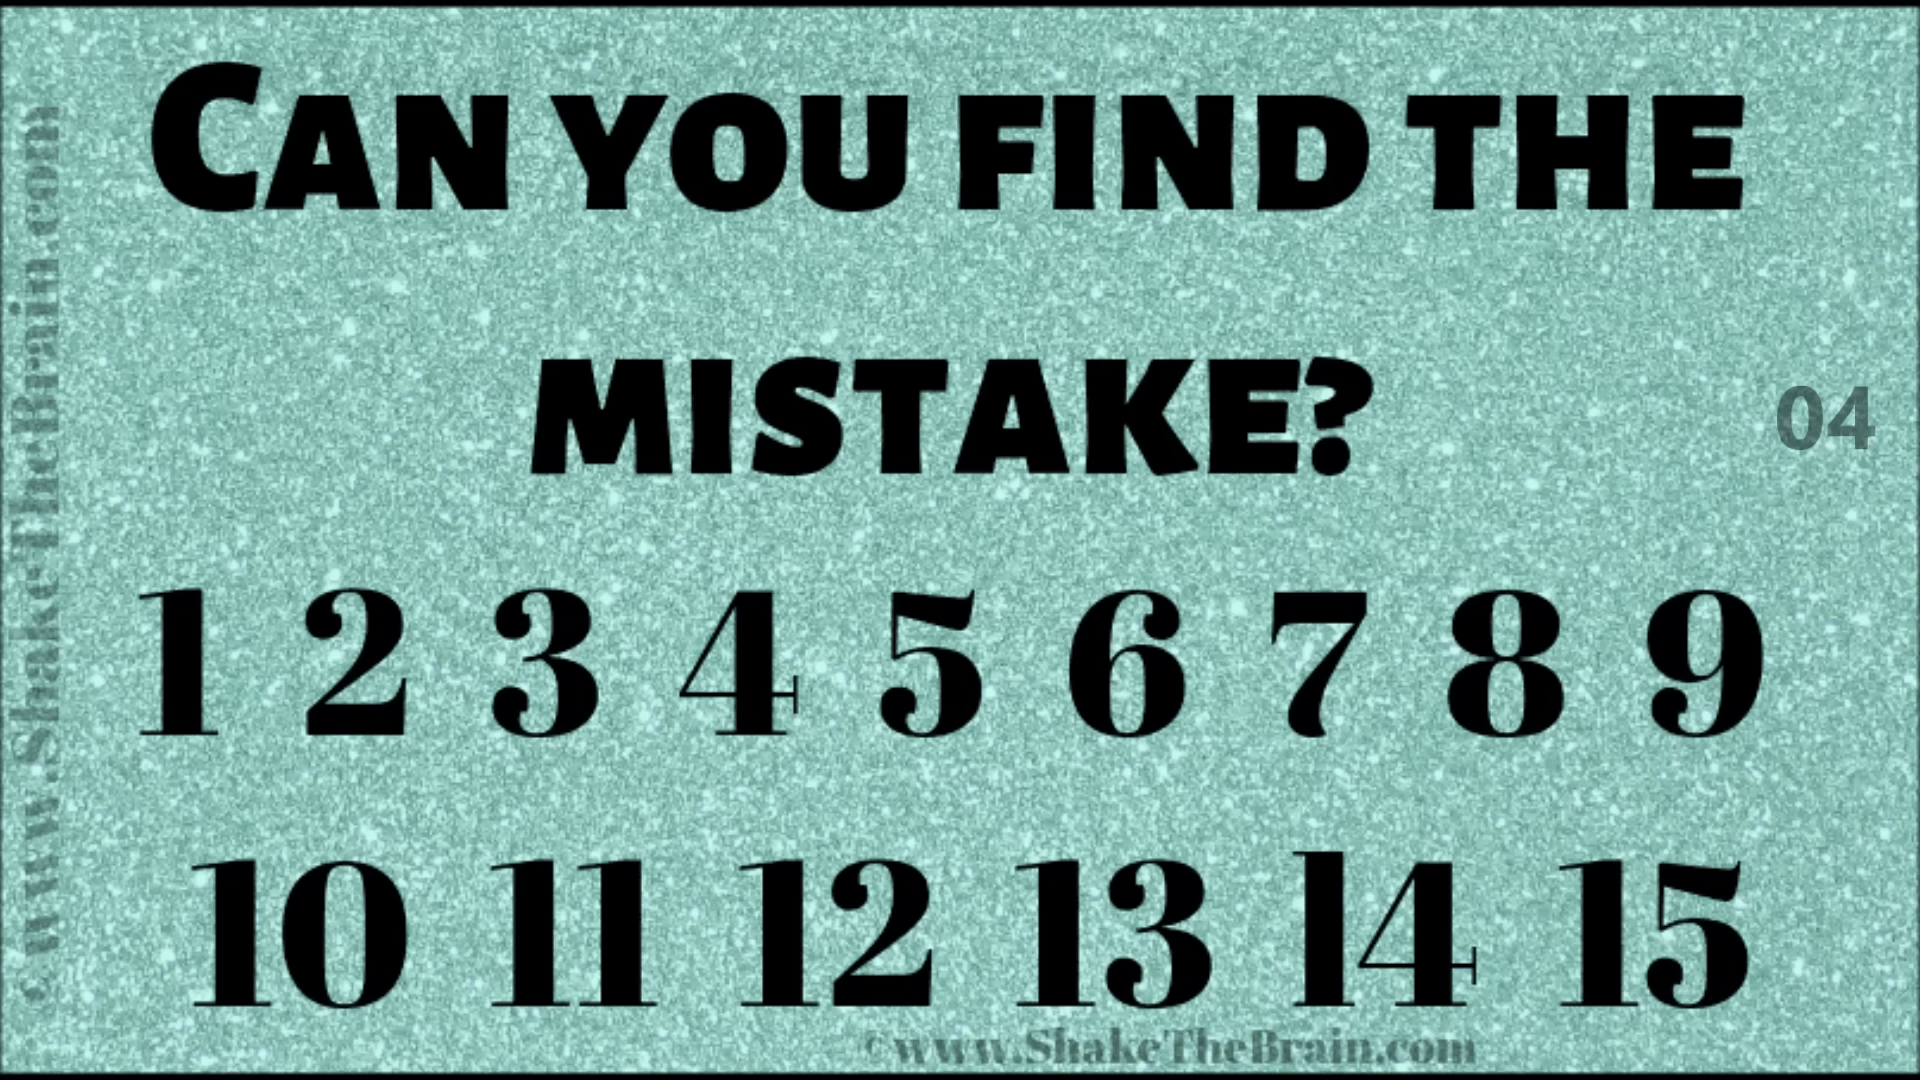 Can you find the
mistake?
04
1 2 3 4 5 6 7 8 9
10 11 12 13 l4 15
©www.ShakeTheBrain.com
©www.ShakeTheBrain.com